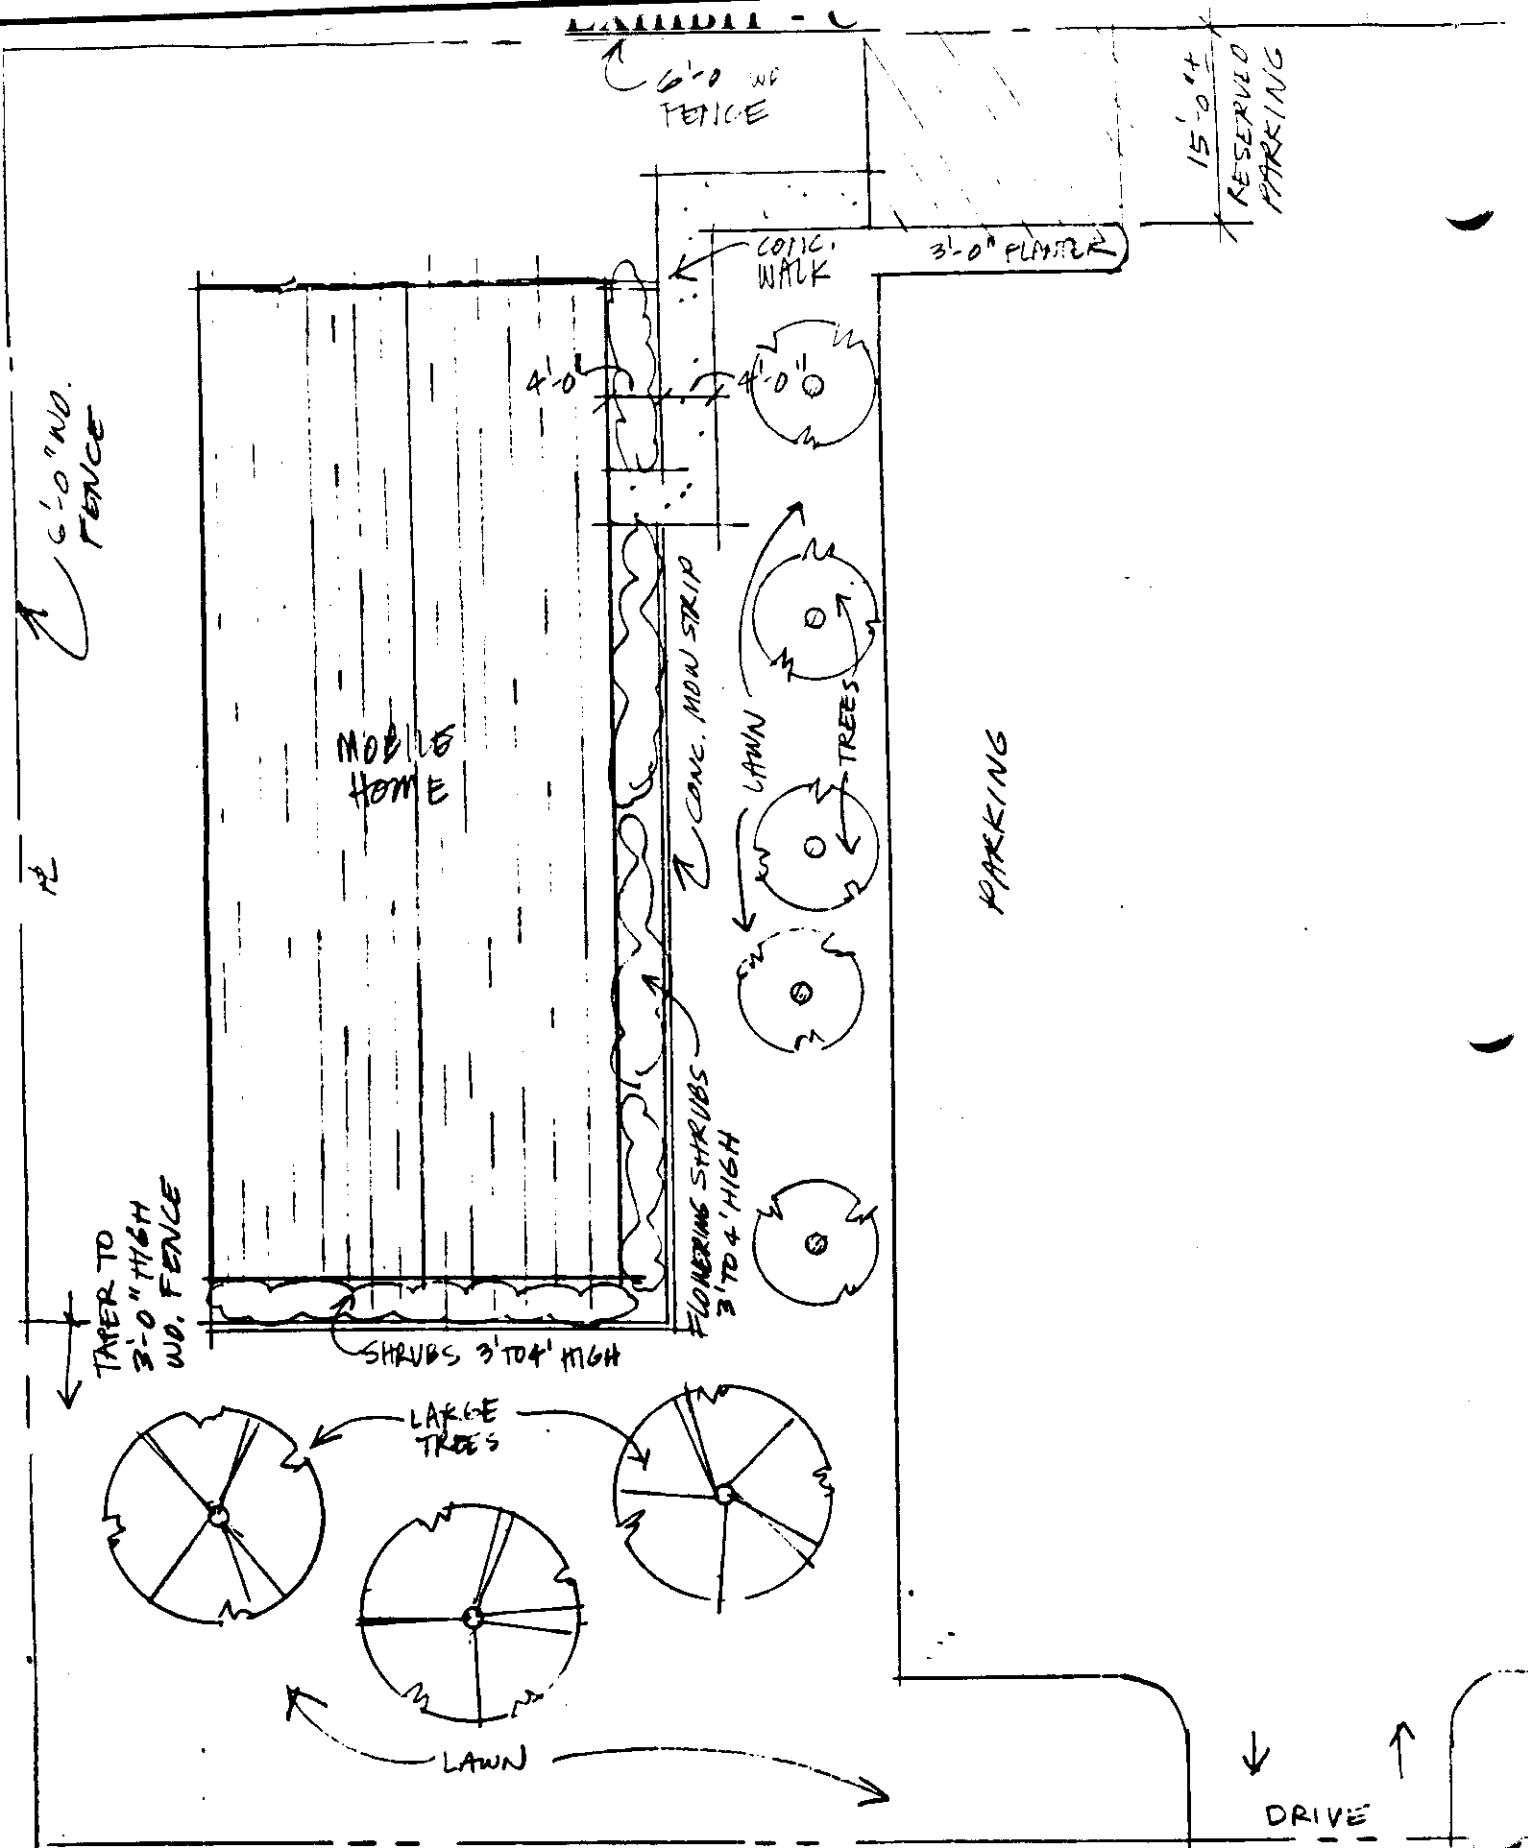 EXHIBIT - C
6'-0 WD
FENCE
15'-0"±
RESERVED
PARKING
3'-0" PLANTER
CONC.
WALK
4'-0"
4'-0"
6'-0" WD.
FENCE
CONC. MOW STRIP
LAWN
TREES
MOBILE
HOME
PARKING
PL
FLOWERING SHRUBS
3' TO 4' HIGH
TAPER TO
3'-0" HIGH
WD. FENCE
SHRUBS 3' TO 4' HIGH
LARGE
TREES
LAWN
DRIVE